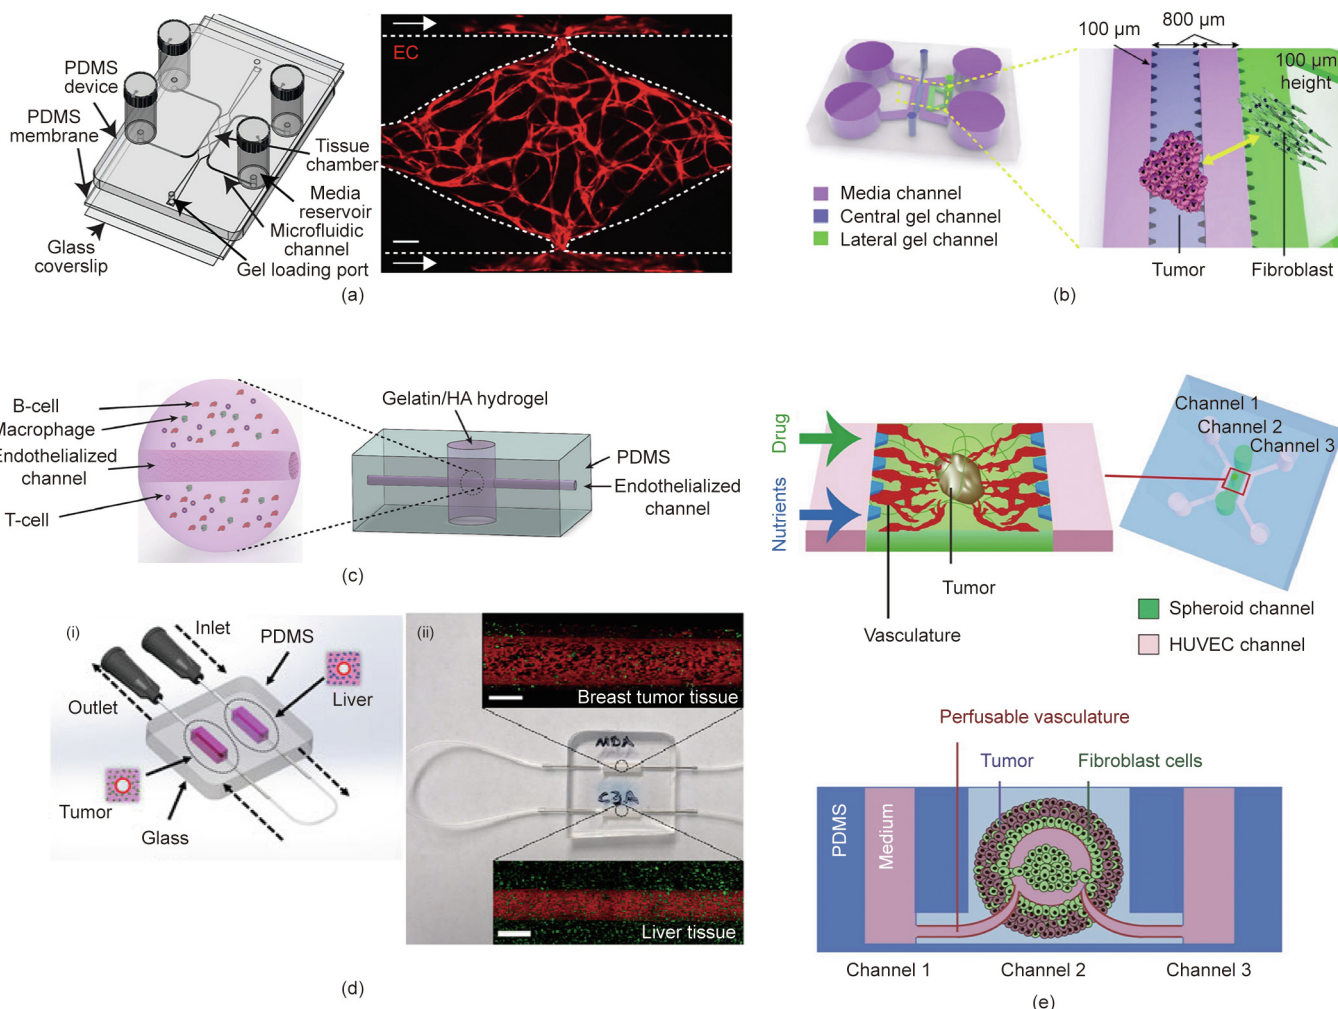 PDMS
device
PDMS
membrane
Glass
coverslip
Tissue
chamber
Media
reservoir
Microfluidic
channel
Gel loading port
EC
(a)
Media channel
Central gel channel
Lateral gel channel
100 μm
800 μm
100 μm
height
Tumor
Fibroblast
(b)
B-cell
Macrophage
Endothelialized
channel
T-cell
Gelatin/HA hydrogel
PDMS
Endothelialized
channel
(c)
(i)
Inlet
PDMS
Outlet
Liver
Tumor
Glass
(ii)
Breast tumor tissue
MDA
C3A
Liver tissue
(d)
Drug
Nutrients
Tumor
Vasculature
Channel 1
Channel 2
Channel 3
Spheroid channel
HUVEC channel
Perfusable vasculature
Tumor
Fibroblast cells
PDMS
Medium
Channel 1
Channel 2
Channel 3
(e)